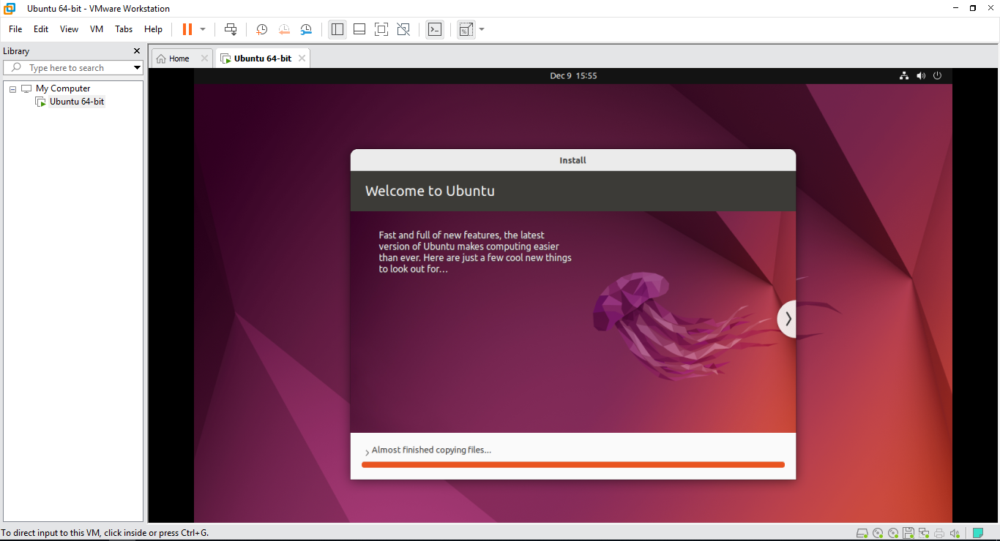 Ubuntu 64-bit - VMware Workstation
File Edit View VM Tabs Help
Library
Type here to search
My Computer
Ubuntu 64-bit
Home
Ubuntu 64-bit
Dec 9 15:55
Install
Welcome to Ubuntu
Fast and full of new features, the latest
version of Ubuntu makes computing easier
than ever. Here are just a few cool new things
to look out for...
Almost finished copying files...
To direct input to this VM, click inside or press Ctrl+G.